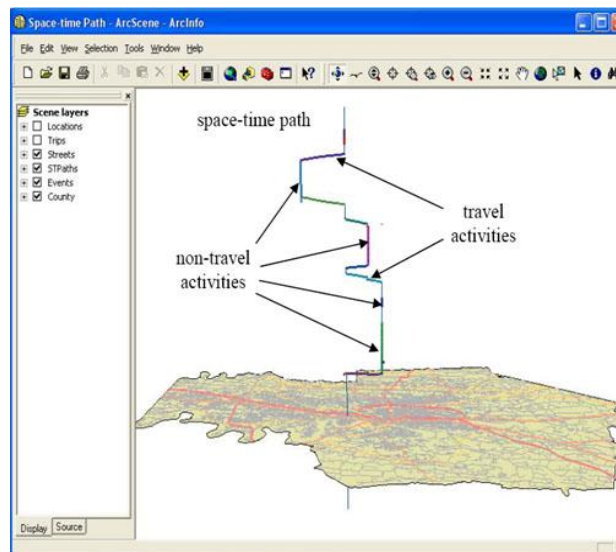 Space-time Path - ArcScene - ArcInfo
File Edit View Selection Tools Window Help
Scene layers
Locations
Trips
Streets
STPaths
Events
County
space-time path
travel
activities
non-travel
activities
Display Source